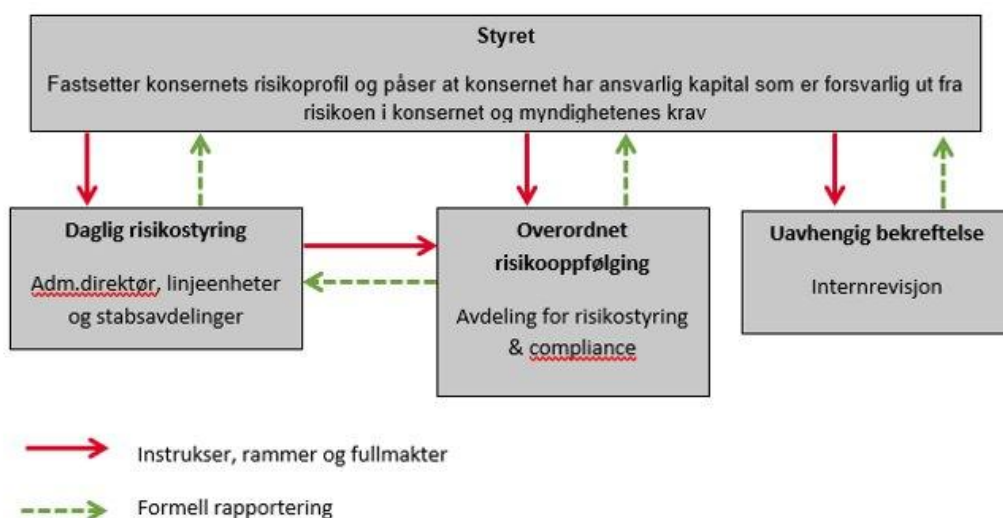 Styret
Fastsetter konsernets risikoprofil og påser at konsernet har ansvarlig kapital som er forsvarlig ut fra
risikoen i konsernet og myndighetenes krav
Daglig risikostyring
Adm.direktør, linjeenheter
og stabsavdelinger
Overordnet
risikooppfølging
Avdeling for risikostyring
& compliance
Uavhengig bekreftelse
Internrevisjon
Instrukser, rammer og fullmakter
Formell rapportering